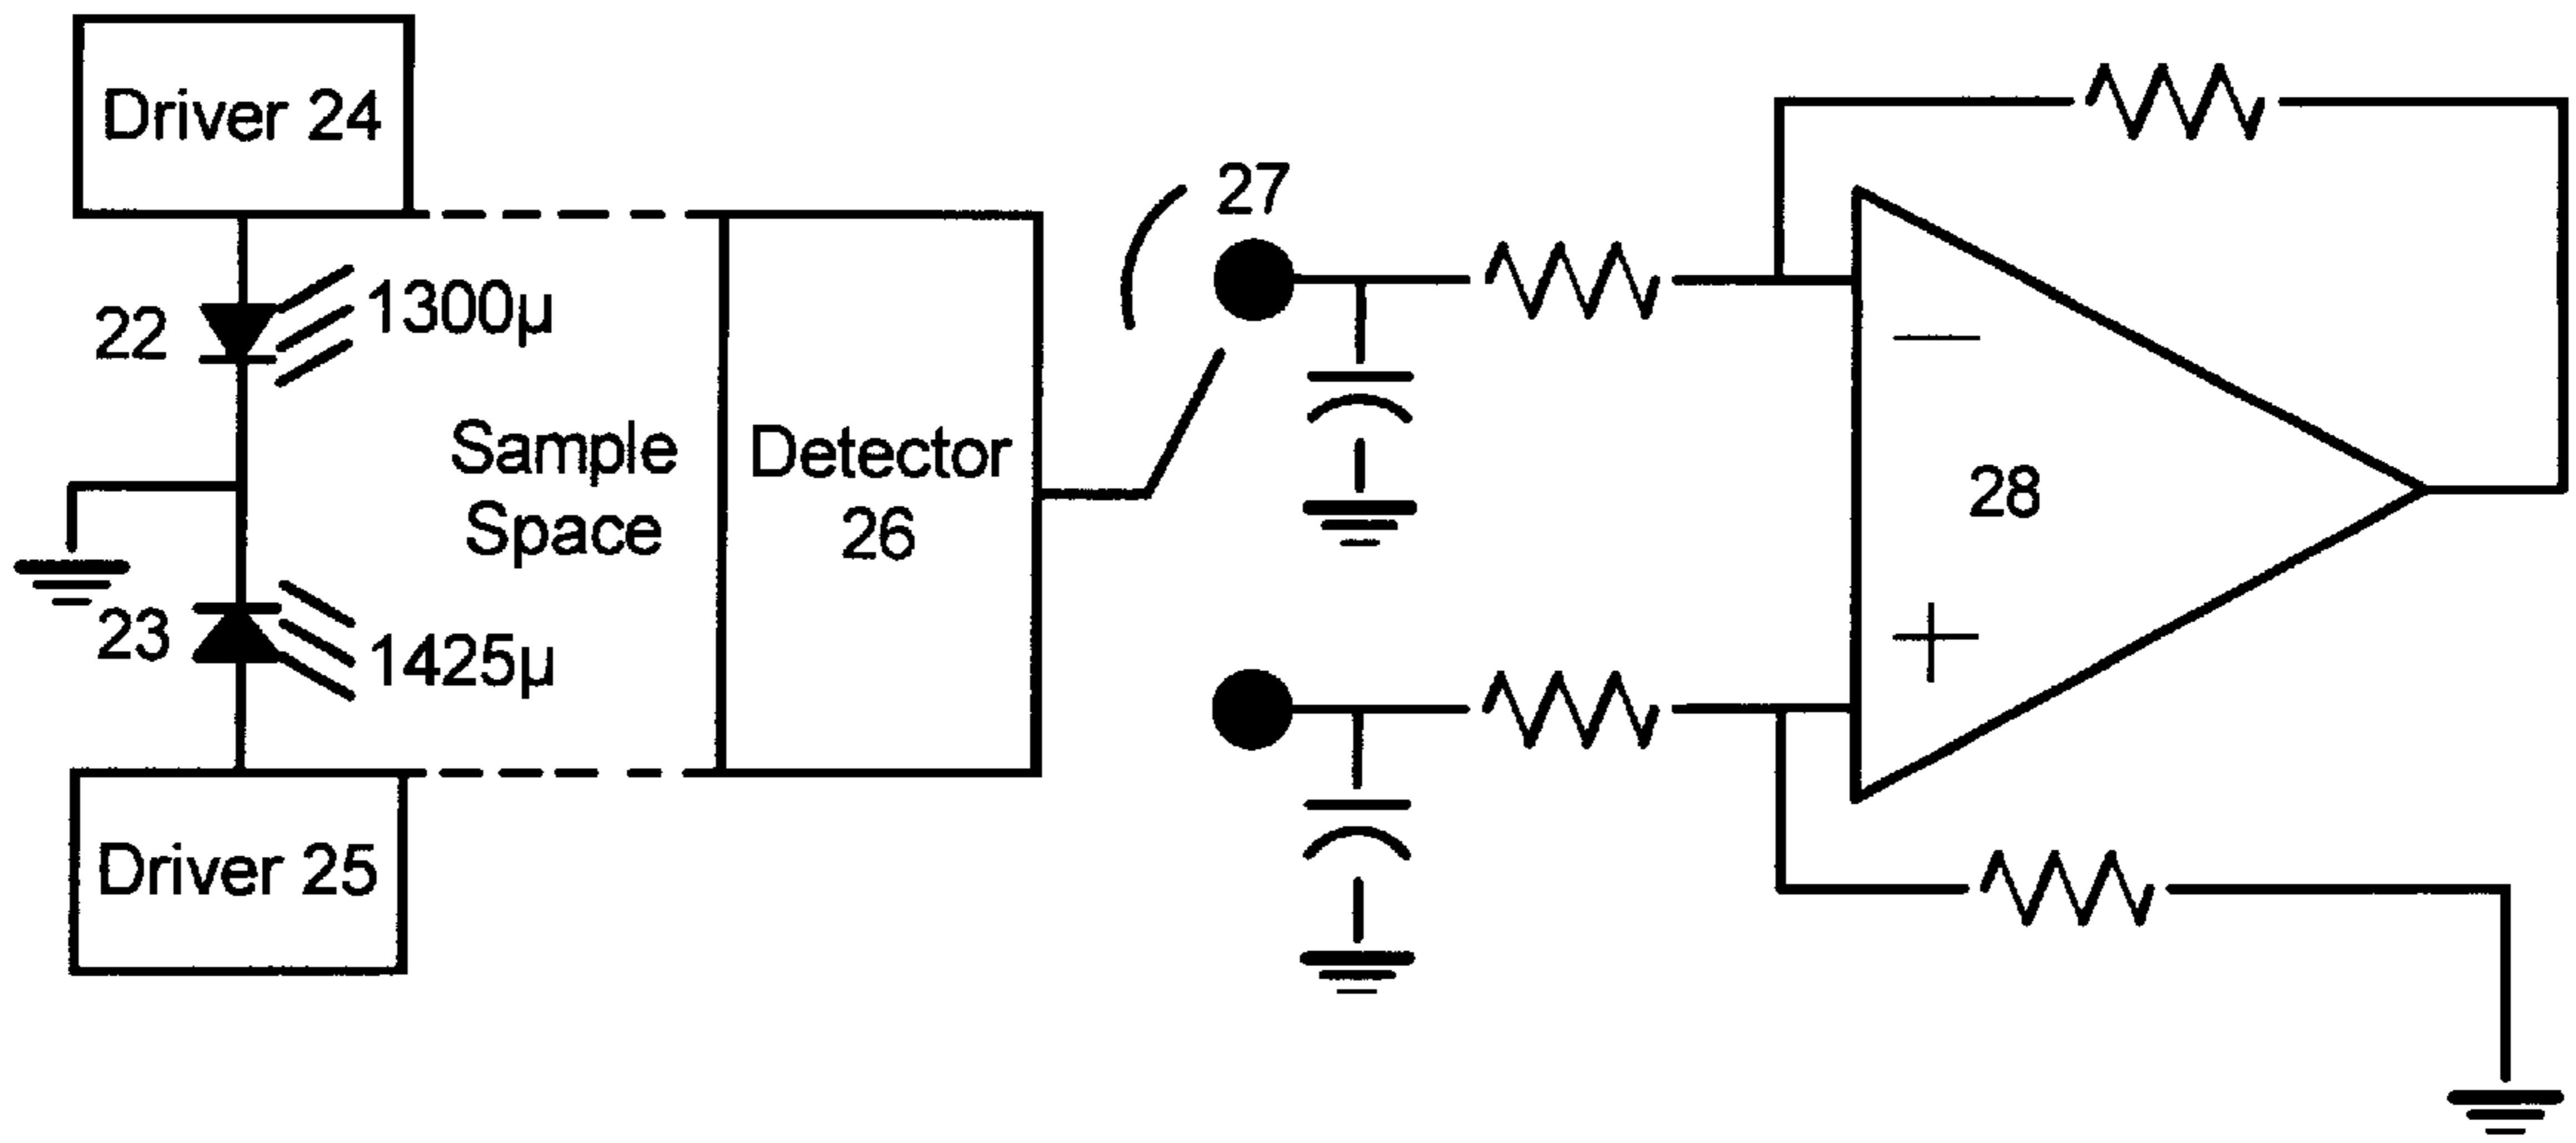 Driver 24
27
22
1300µ
Sample
Space
Detector
26
28
23
1425µ
Driver 25